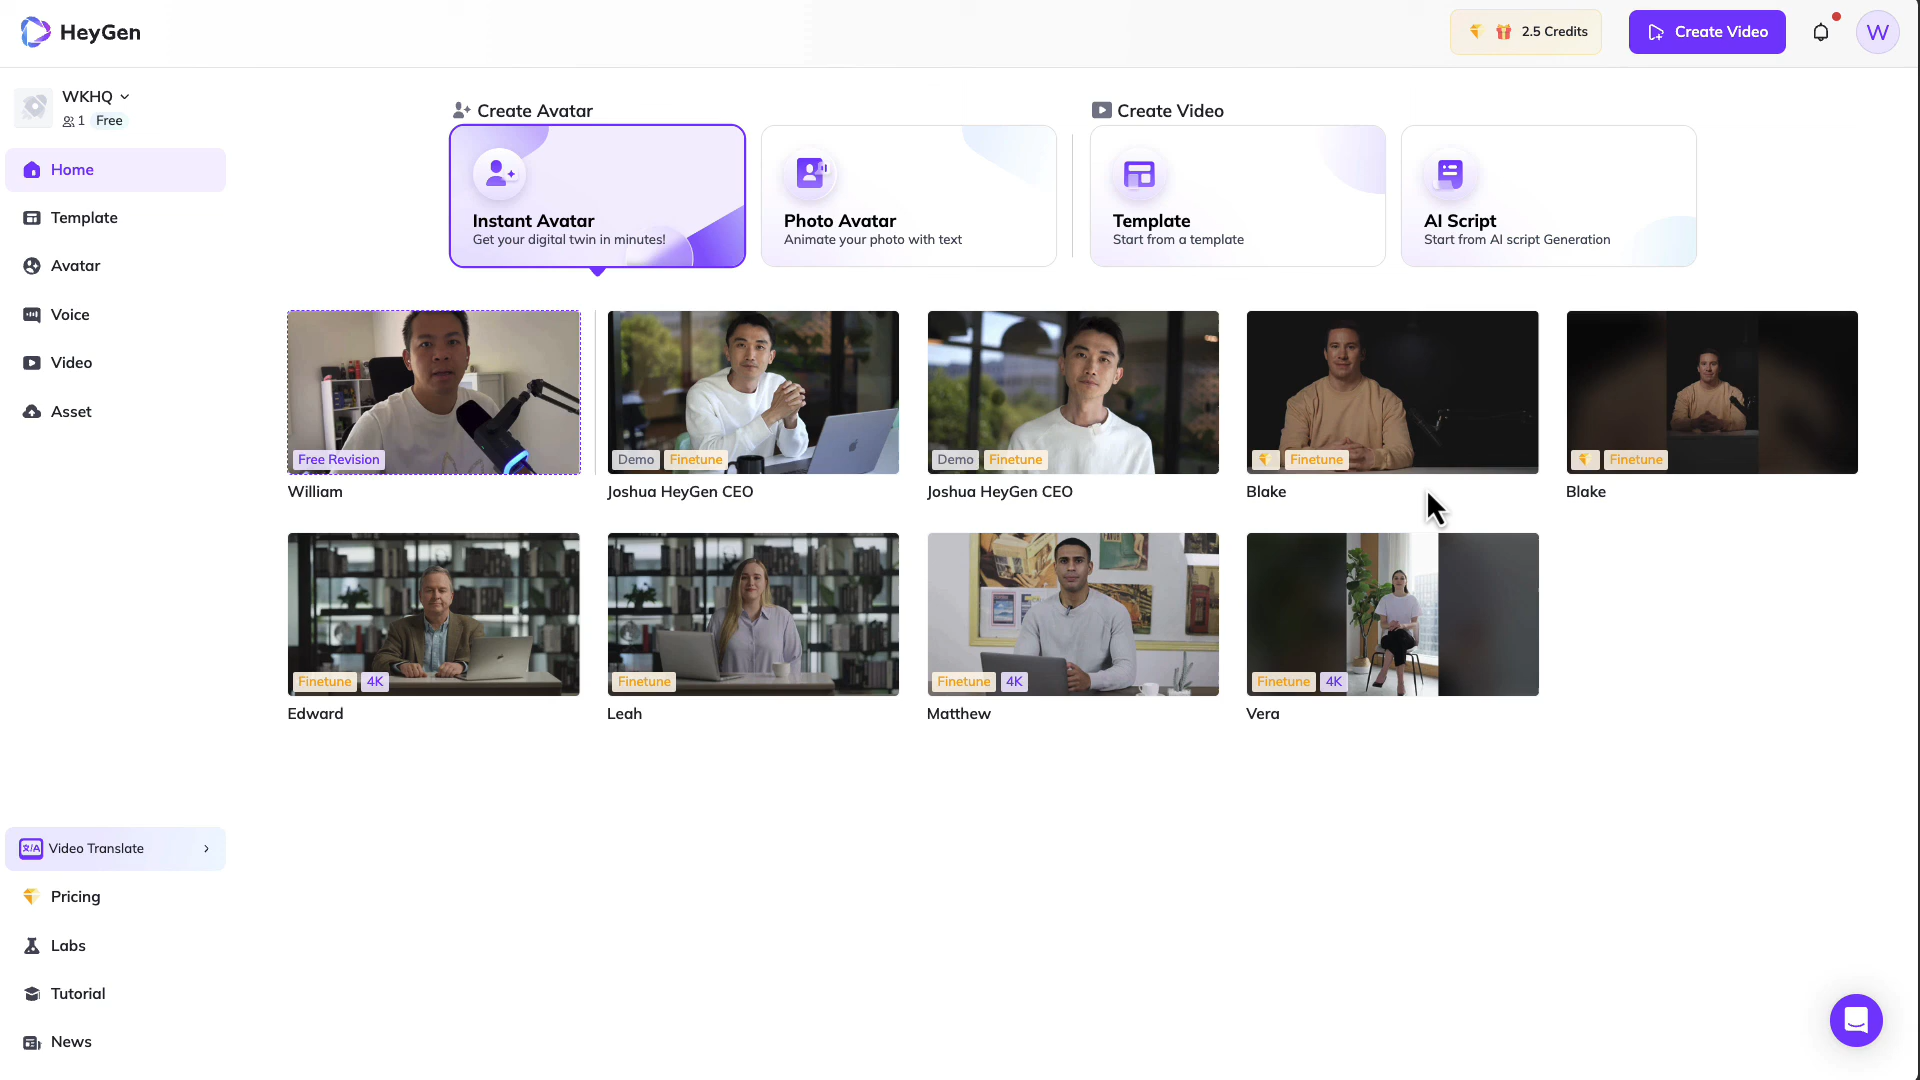 HeyGen
2.5 Credits
Create Video
W
WKHQ
1 Free
Home
Template
Avatar
Voice
Video
Asset
Video Translate
Pricing
Labs
Tutorial
News
Create Avatar
Instant Avatar
Get your digital twin in minutes!
Photo Avatar
Animate your photo with text
Create Video
Template
Start from a template
AI Script
Start from AI script Generation
Free Revision
William
Demo Finetune
Joshua HeyGen CEO
Demo Finetune
Joshua HeyGen CEO
Finetune
Blake
Finetune
Blake
Finetune 4K
Edward
Finetune
Leah
Finetune 4K
Matthew
Finetune 4K
Vera